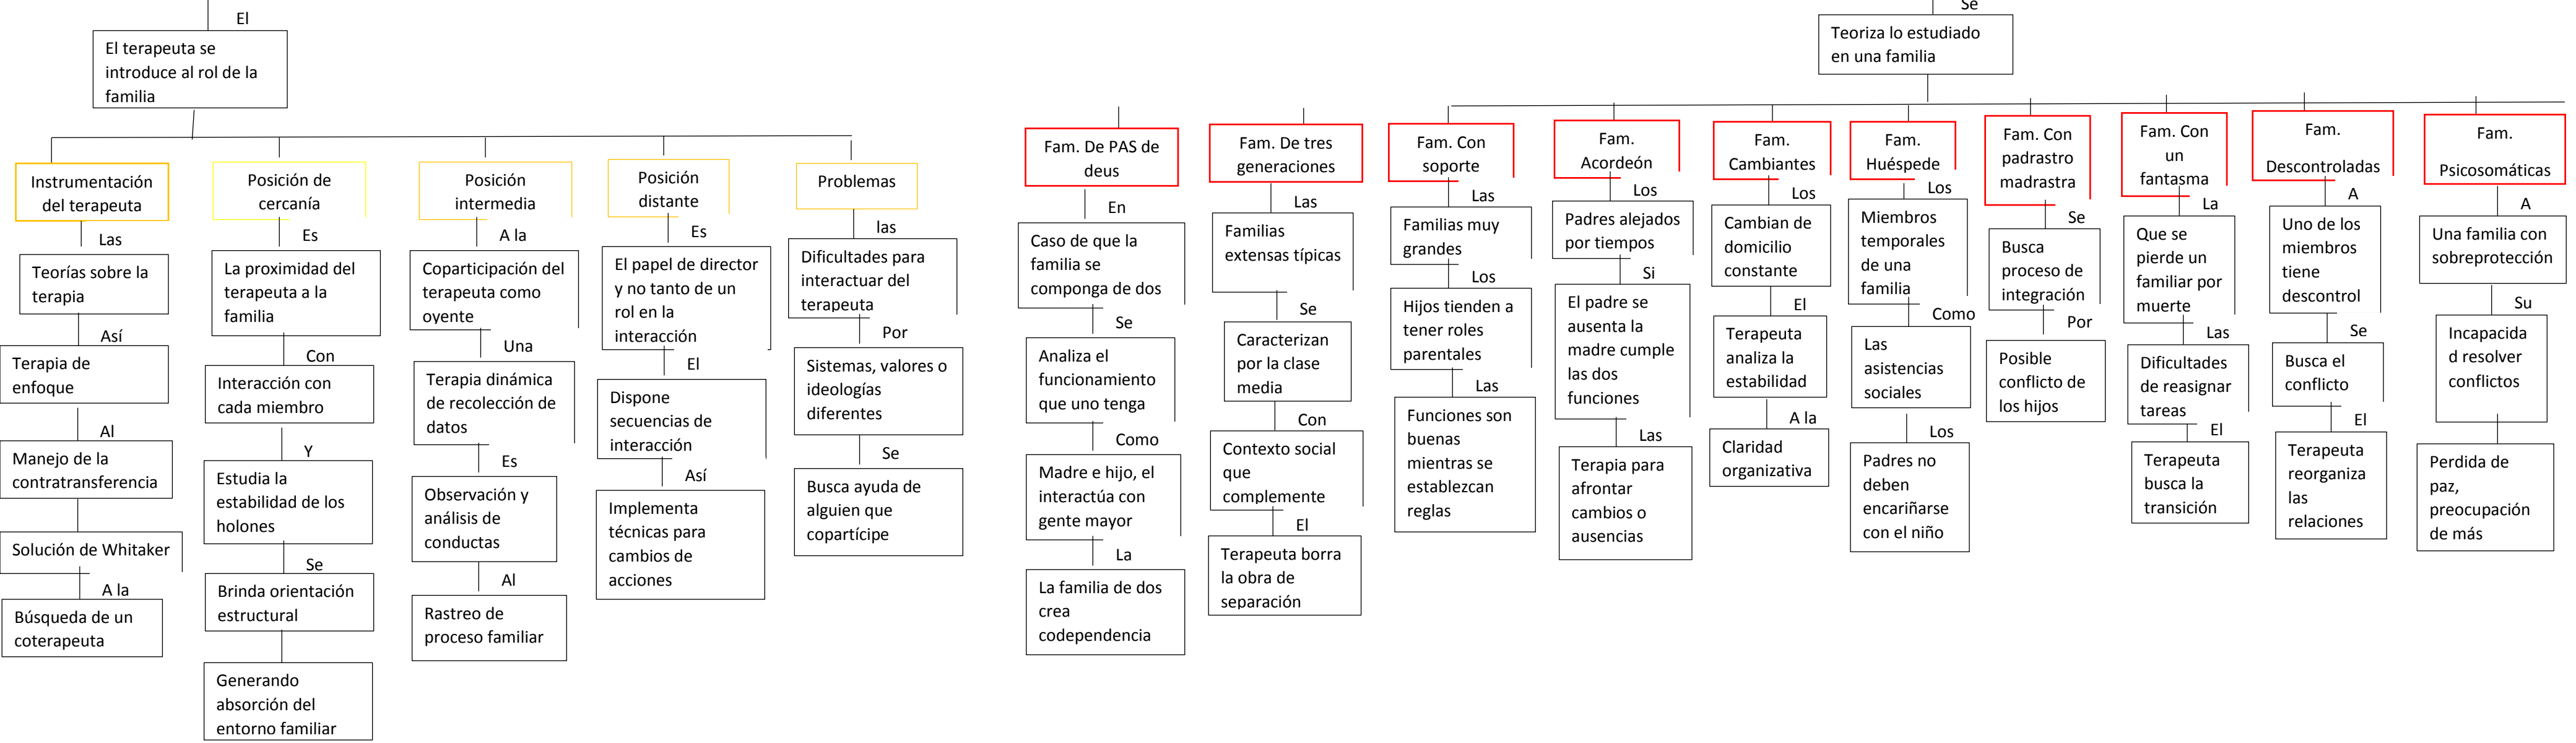 El
El terapeuta se
introduce al rol de la
familia
Instrumentación
del terapeuta
Las
Teorías sobre la
terapia
Así
Terapia de
enfoque
Al
Manejo de la
contratransferencia
Solución de Whitaker
A la
Búsqueda de un
coterapeuta
Posición de
cercanía
Es
La proximidad del
terapeuta a la
familia
Con
Interacción con
cada miembro
Y
Estudia la
estabilidad de los
holones
Se
Brinda orientación
estructural
Generando
absorción del
entorno familiar
Posición
intermedia
A la
Coparticipación del
terapeuta como
oyente
Una
Terapia dinámica
de recolección de
datos
Es
Observación y
análisis de
conductas
Al
Rastreo de
proceso familiar
Posición
distante
Es
El papel de director
y no tanto de un
rol en la
interacción
El
Dispone
secuencias de
interacción
Así
Implementa
técnicas para
cambios de
acciones
Problemas
las
Dificultades para
interactuar del
terapeuta
Por
Sistemas, valores o
ideologías
diferentes
Se
Busca ayuda de
alguien que
copartícipe
Se
Teoriza lo estudiado
en una familia
Fam. De PAS de
deus
En
Caso de que la
familia se
componga de dos
Se
Analiza el
funcionamiento
que uno tenga
Como
Madre e hijo, el
interactúa con
gente mayor
La
La familia de dos
crea
codependencia
Fam. De tres
generaciones
Las
Familias
extensas típicas
Se
Caracterizan
por la clase
media
Con
Contexto social
que
complemente
El
Terapeuta borra
la obra de
separación
Fam. Con
soporte
Las
Familias muy
grandes
Los
Hijos tienden a
tener roles
parentales
Las
Funciones son
buenas
mientras se
establezcan
reglas
Fam.
Acordeón
Los
Padres alejados
por tiempos
Si
El padre se
ausenta la
madre cumple
las dos
funciones
Las
Terapia para
afrontar
cambios o
ausencias
Fam.
Cambiantes
Los
Cambian de
domicilio
constante
El
Terapeuta
analiza la
estabilidad
A la
Claridad
organizativa
Fam.
Huéspede
Los
Miembros
temporales
de una
familia
Como
Las
asistencias
sociales
Los
Padres no
deben
encariñarse
con el niño
Fam. Con
padrastro
madrastra
Se
Busca
proceso de
integración
Por
Posible
conflicto de
los hijos
Fam. Con
un
fantasma
La
Que se
pierde un
familiar por
muerte
Las
Dificultades
de reasignar
tareas
El
Terapeuta
busca la
transición
Fam.
Descontroladas
A
Uno de los
miembros
tiene
descontrol
Se
Busca el
conflicto
El
Terapeuta
reorganiza
las
relaciones
Fam.
Psicosomáticas
A
Una familia con
sobreprotección
Su
Incapacida
d resolver
conflictos
Perdida de
paz,
preocupación
de más